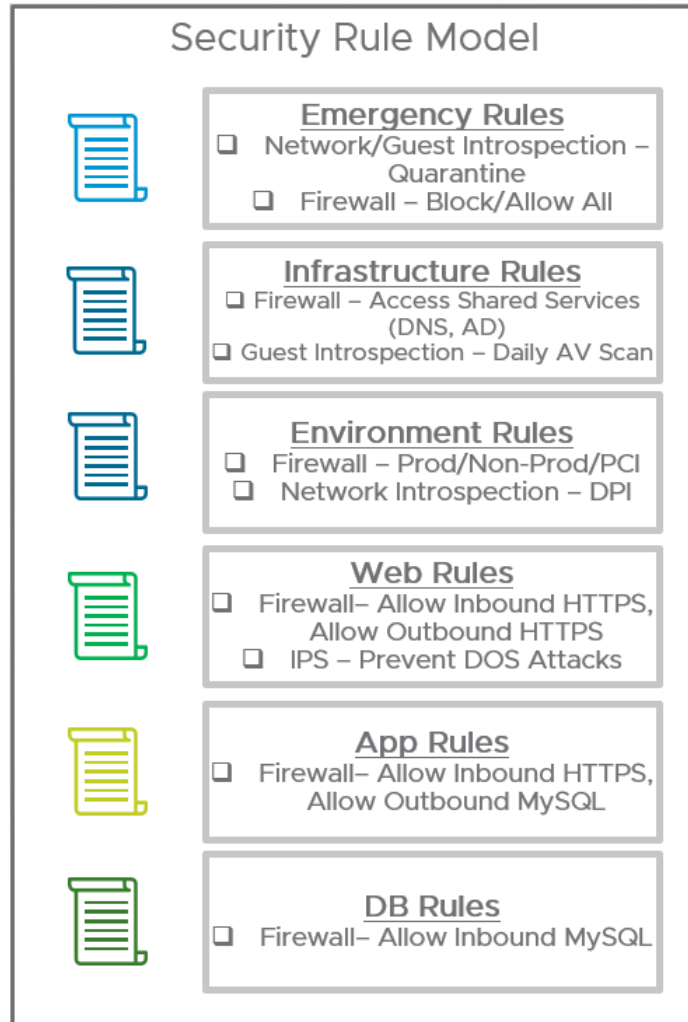 Security Rule Model
Emergency Rules
❑ Network/Guest Introspection –
Quarantine
❑ Firewall – Block/Allow All
Infrastructure Rules
❑ Firewall – Access Shared Services
(DNS, AD)
❑ Guest Introspection – Daily AV Scan
Environment Rules
❑ Firewall – Prod/Non-Prod/PCI
❑ Network Introspection – DPI
Web Rules
❑ Firewall– Allow Inbound HTTPS,
Allow Outbound HTTPS
❑ IPS – Prevent DOS Attacks
App Rules
❑ Firewall– Allow Inbound HTTPS,
Allow Outbound MySQL
DB Rules
❑ Firewall– Allow Inbound MySQL